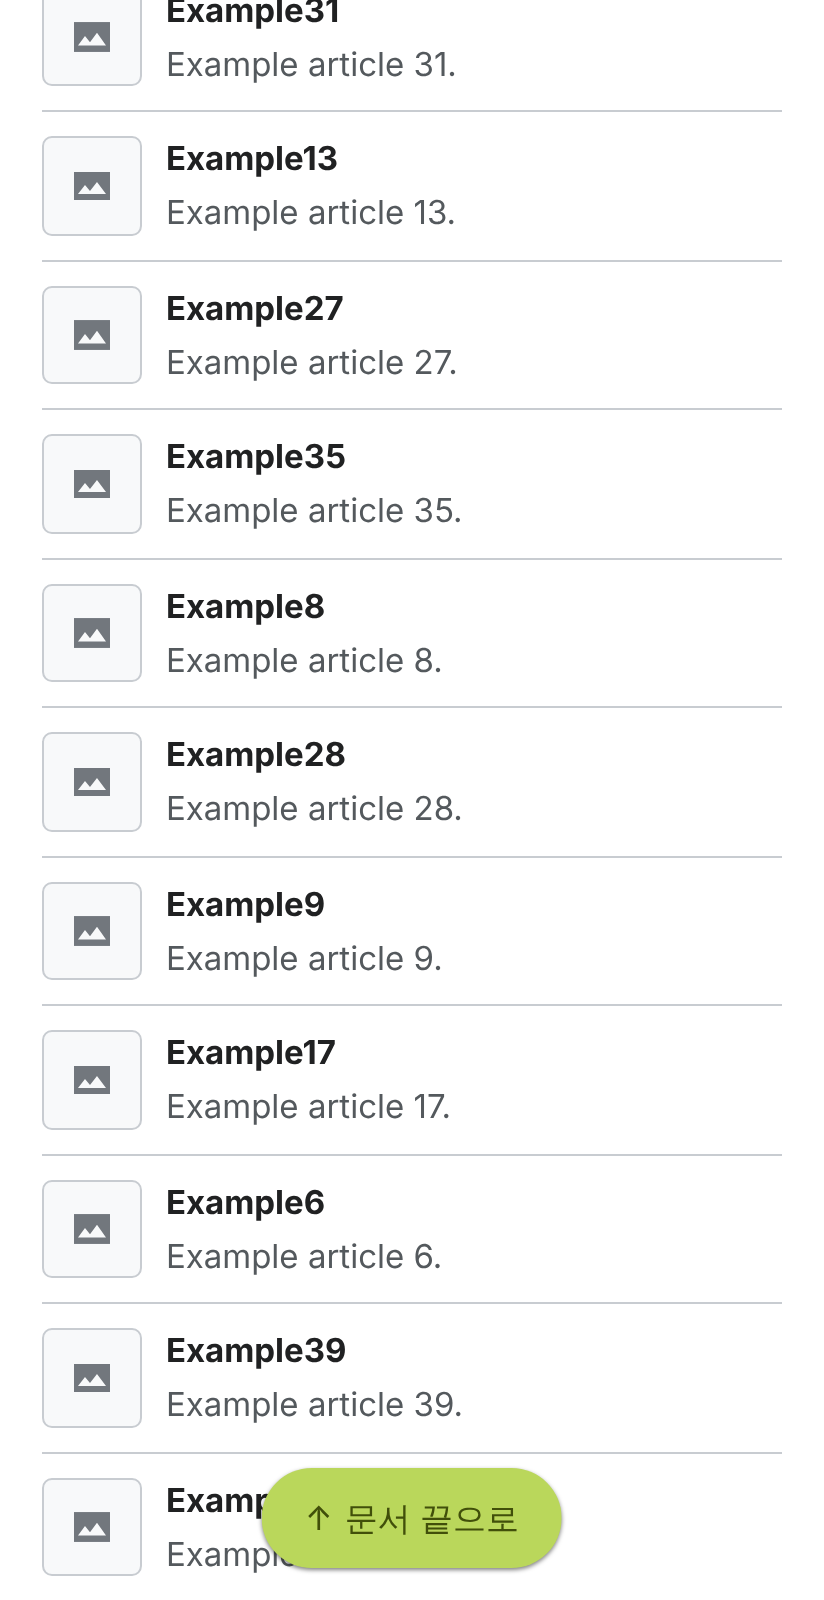 Example31
Example article 31.
Example13
Example article 13.
Example27
Example article 27.
Example35
Example article 35.
Example8
Example article 8.
Example28
Example article 28.
Example9
Example article 9.
Example17
Example article 17.
Example6
Example article 6.
Example39
Example article 39.
↑ 문서 끝으로